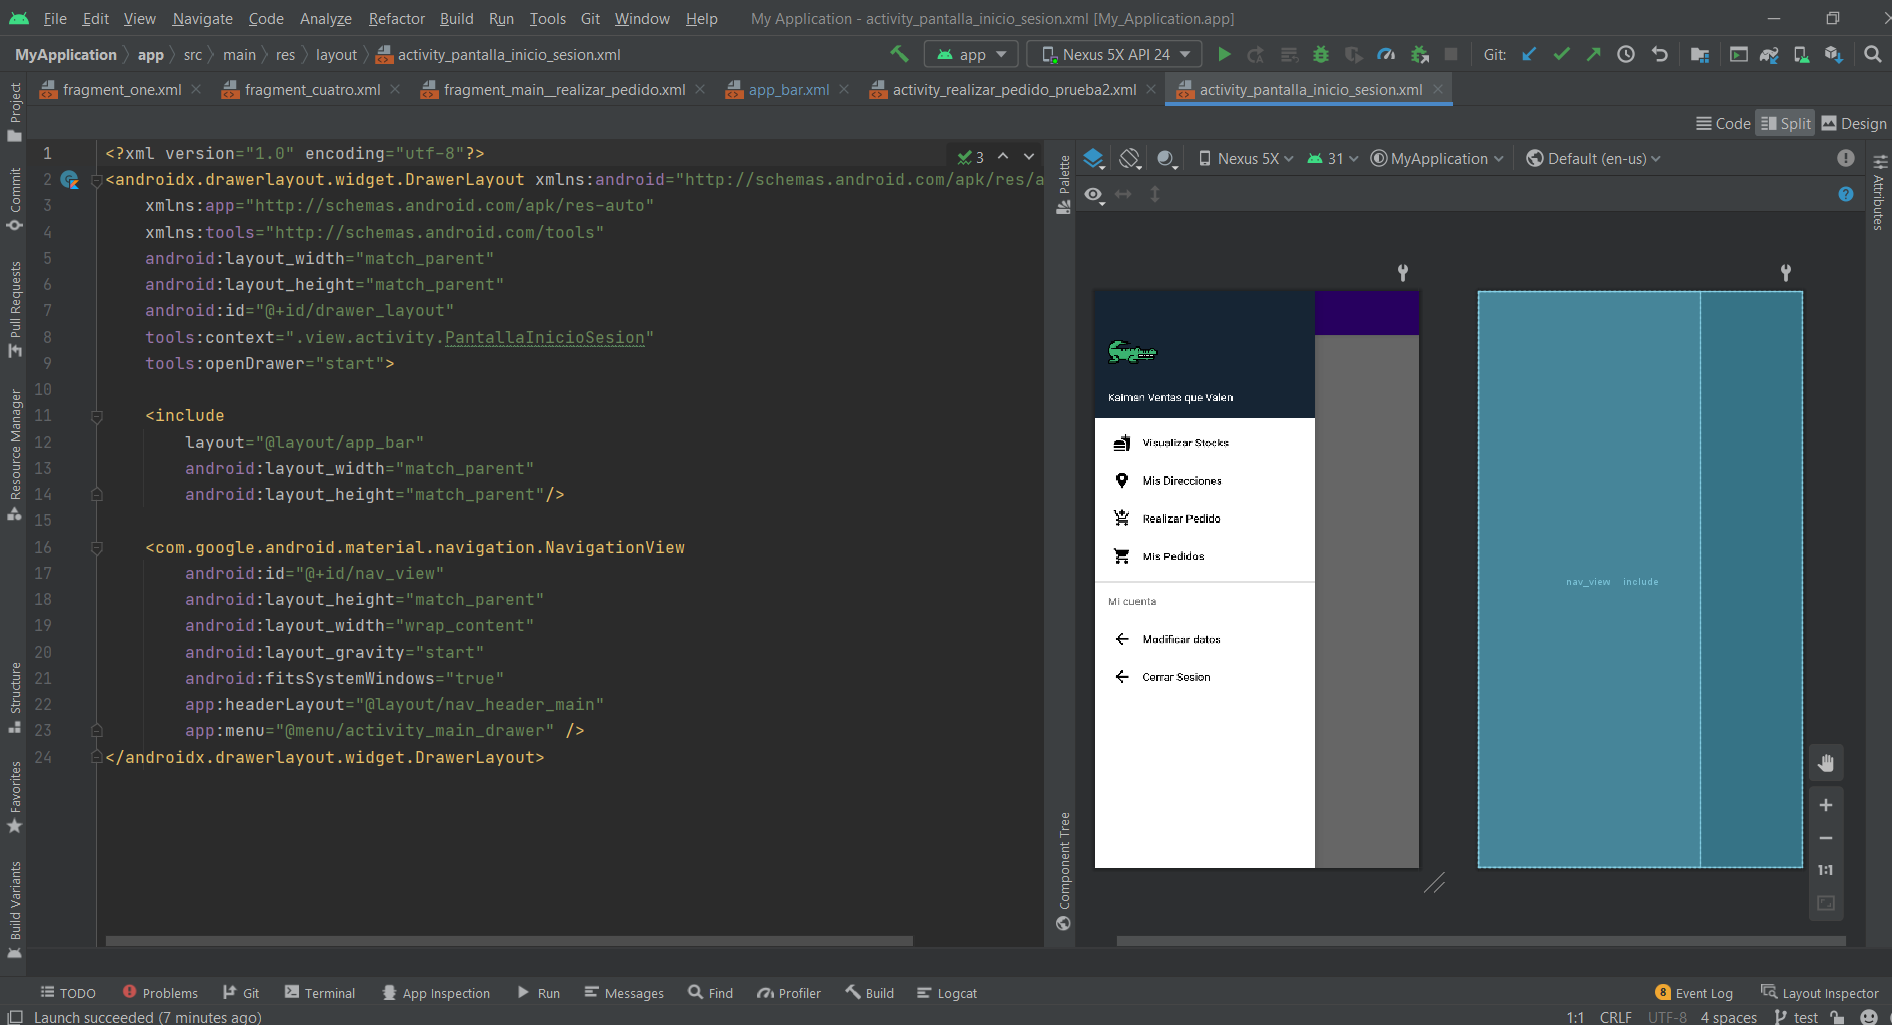 File Edit View Navigate Code Analyze Refactor Build Run Tools Git Window Help My Application - activity_pantalla_inicio_sesion.xml [My_Application.app]
MyApplication app src main res layout activity_pantalla_inicio_sesion.xml app Nexus 5X API 24 Git:
fragment_one.xml fragment_cuatro.xml fragment_main__realizar_pedido.xml app_bar.xml activity_realizar_pedido_prueba2.xml activity_pantalla_inicio_sesion.xml
Code Split Design
Project
Commit
Pull Requests
Resource Manager
Structure
Favorites
Build Variants
1 <?xml version="1.0" encoding="utf-8"?>
2 <androidx.drawerlayout.widget.DrawerLayout xmlns:android="http://schemas.android.com/apk/res/a
3 xmlns:app="http://schemas.android.com/apk/res-auto"
4 xmlns:tools="http://schemas.android.com/tools"
5 android:layout_width="match_parent"
6 android:layout_height="match_parent"
7 android:id="@+id/drawer_layout"
8 tools:context=".view.activity.PantallaInicioSesion"
9 tools:openDrawer="start">
10
11 <include
12 layout="@layout/app_bar"
13 android:layout_width="match_parent"
14 android:layout_height="match_parent"/>
15
16 <com.google.android.material.navigation.NavigationView
17 android:id="@+id/nav_view"
18 android:layout_height="match_parent"
19 android:layout_width="wrap_content"
20 android:layout_gravity="start"
21 android:fitsSystemWindows="true"
22 app:headerLayout="@layout/nav_header_main"
23 app:menu="@menu/activity_main_drawer" />
24 </androidx.drawerlayout.widget.DrawerLayout>
3
Palette
Component Tree
Nexus 5X 31 MyApplication Default (en-us)
Attributes
Kaiman Ventas que Valen
Visualizar Stocks
Mis Direcciones
Realizar Pedido
Mis Pedidos
Mi cuenta
Modificar datos
Cerrar Sesion
nav_view include
1:1
TODO Problems Git Terminal App Inspection Run Messages Find Profiler Build Logcat 8 Event Log Layout Inspector
Launch succeeded (7 minutes ago) 1:1 CRLF UTF-8 4 spaces test